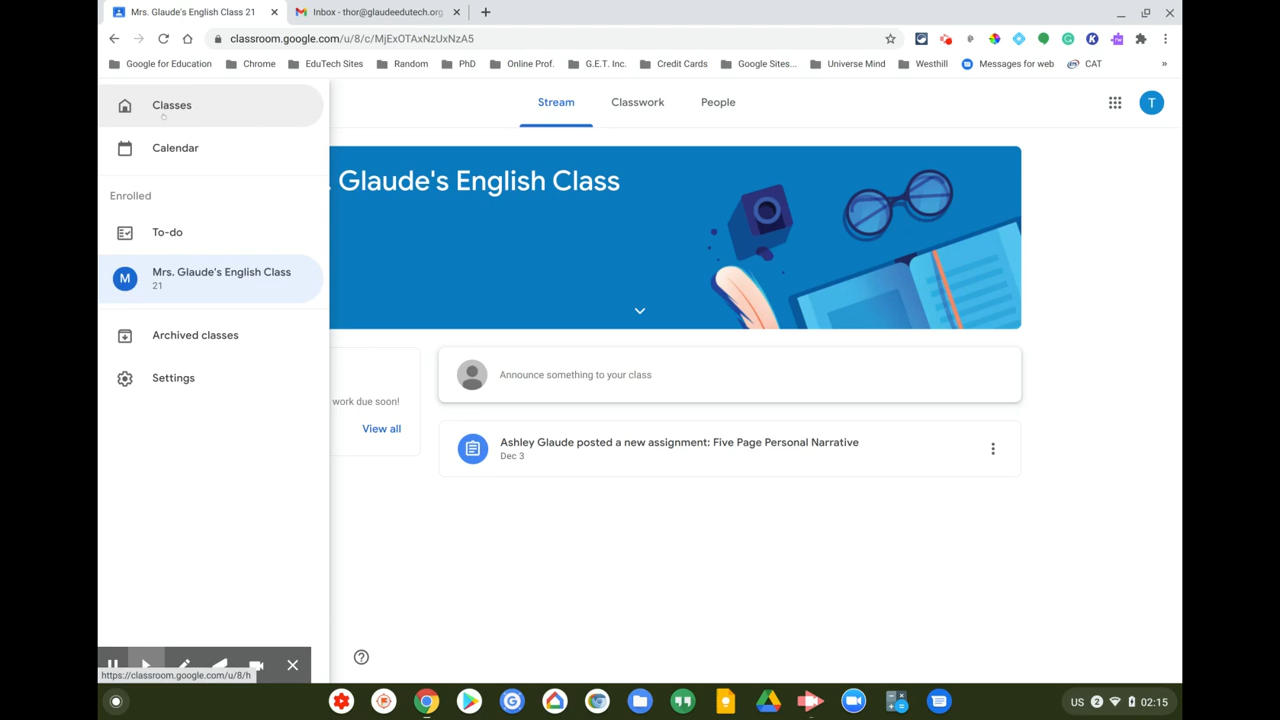 Mrs. Glaude's English Class 21
Inbox - thor@glaudeedutech.org
classroom.google.com/u/8/c/MjExOTAxNzUxNzA5
Google for Education
Chrome
EduTech Sites
Random
PhD
Online Prof.
G.E.T. Inc.
Credit Cards
Google Sites...
Universe Mind
Westhill
Messages for web
CAT
»
Classes
Stream
Classwork
People
T
Calendar
. Glaude's English Class
Enrolled
To-do
M
Mrs. Glaude's English Class
21
Archived classes
Settings
Announce something to your class
work due soon!
View all
Ashley Glaude posted a new assignment: Five Page Personal Narrative
Dec 3
https://classroom.google.com/u/8/h
US 2 02:15